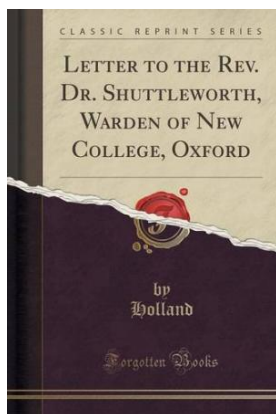 CLASSIC REPRINT SERIES
LETTER TO THE REV.
DR. SHUTTLEWORTH,
WARDEN OF NEW
COLLEGE, OXFORD
by
Holland
Forgotten Books